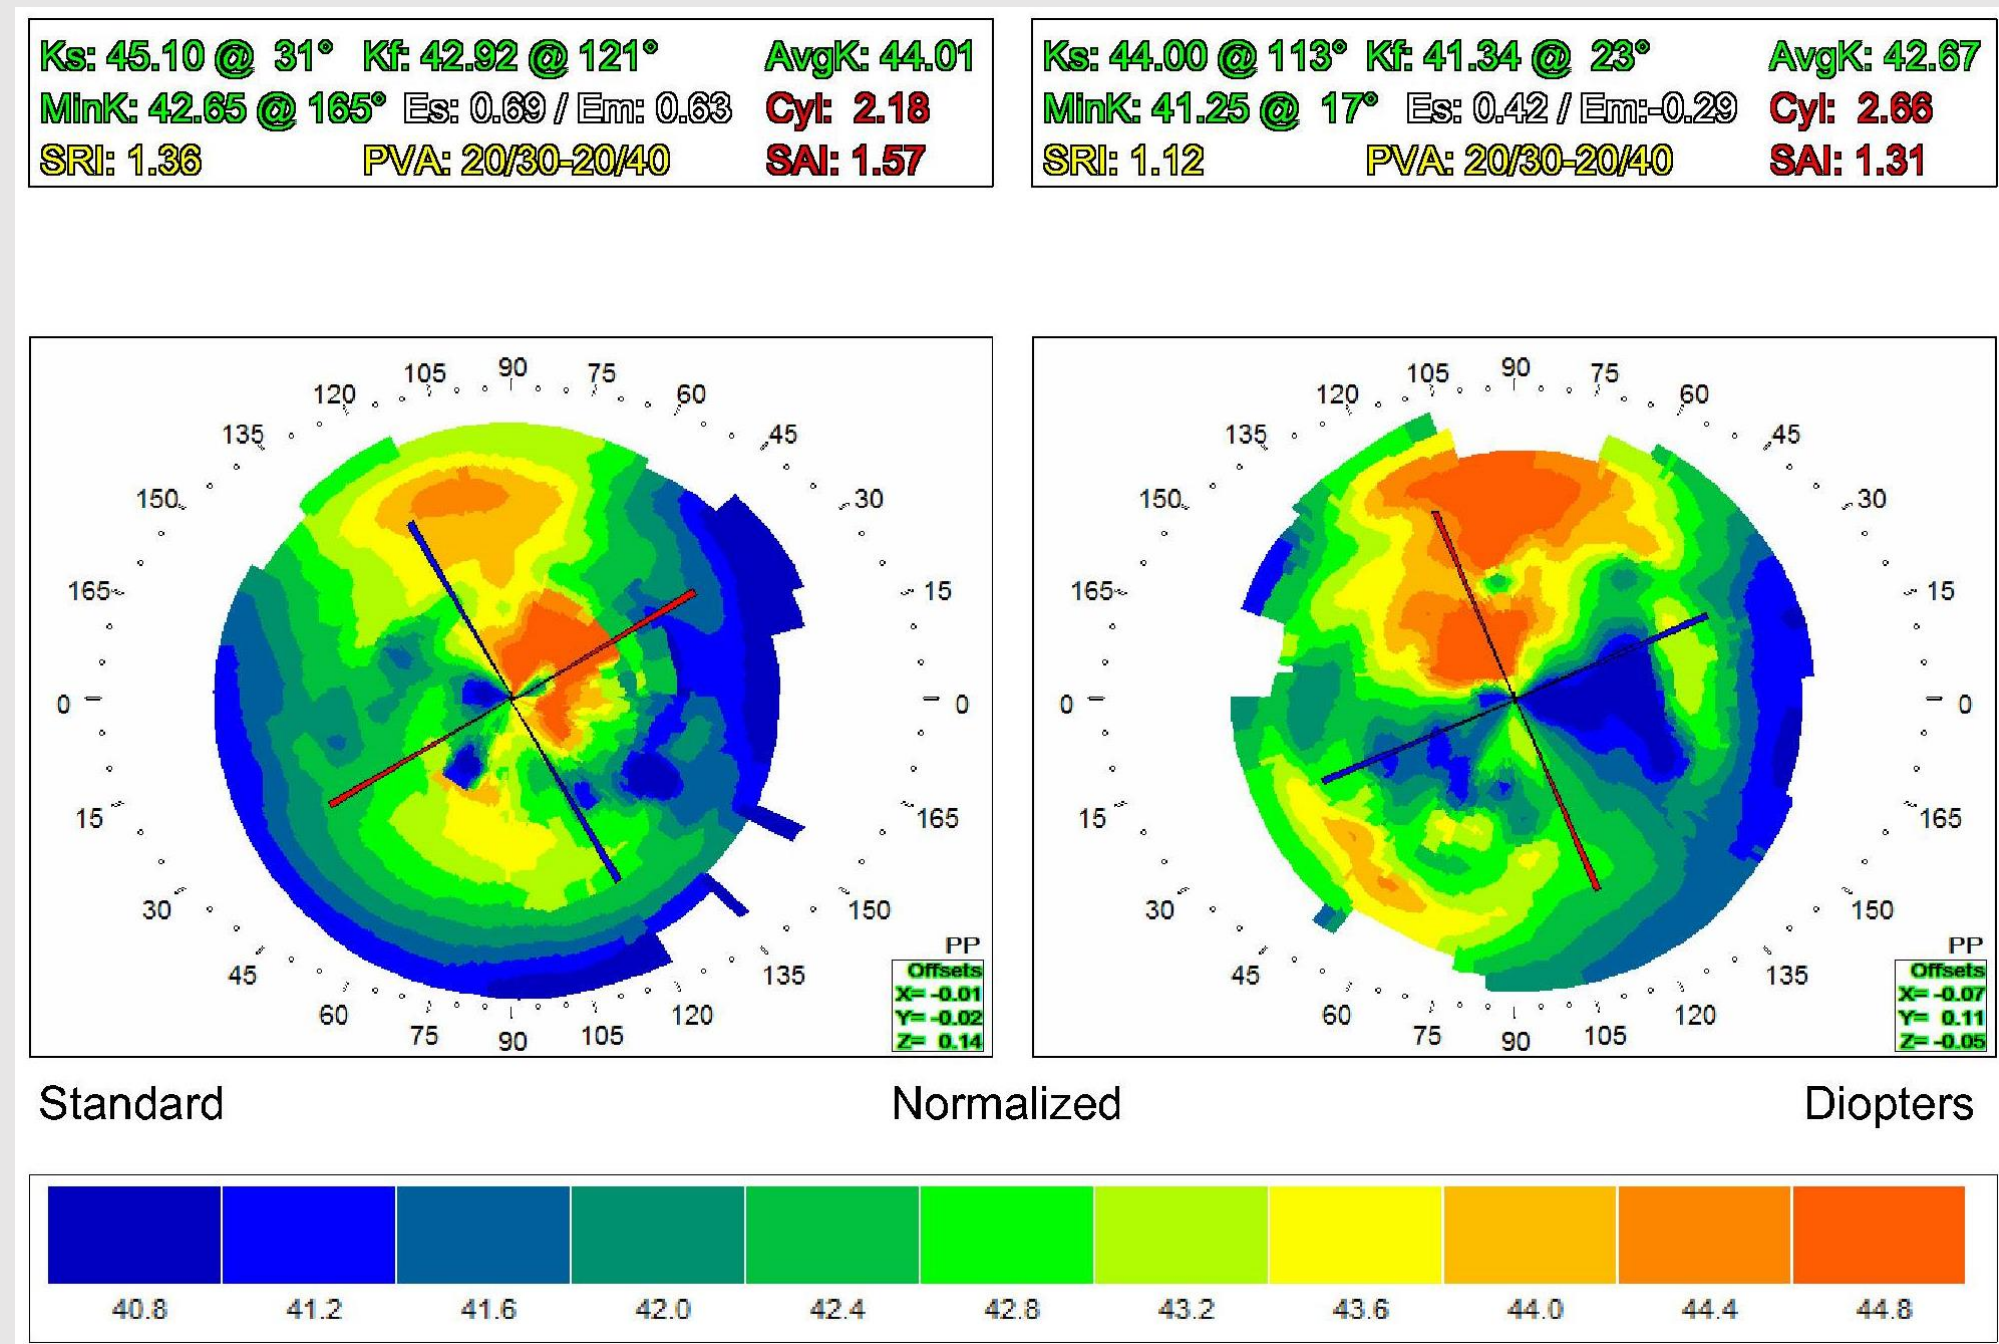 Ks: 45.10 @ 31° Kf: 42.92 @ 121° AvgK: 44.01
MinK: 42.65 @ 165° Es: 0.69 / Em: 0.63 Cyl: 2.18
SRI: 1.36 PVA: 20/30-20/40 SAI: 1.57
Ks: 44.00 @ 113° Kf: 41.34 @ 23° AvgK: 42.67
MinK: 41.25 @ 17° Es: 0.42 / Em:-0.29 Cyl: 2.66
SRI: 1.12 PVA: 20/30-20/40 SAI: 1.31
90
105 75
120 60
135 45
150 30
165 15
0 0
15 165
30 150
45 135
60 120
75 105
90
PP
Offsets
X= -0.01
Y= -0.02
Z= 0.14
90
105 75
120 60
135 45
150 30
165 15
0 0
15 165
30 150
45 135
60 120
75 105
90
PP
Offsets
X= -0.07
Y= 0.11
Z= -0.05
Standard Normalized Diopters
40.8 41.2 41.6 42.0 42.4 42.8 43.2 43.6 44.0 44.4 44.8